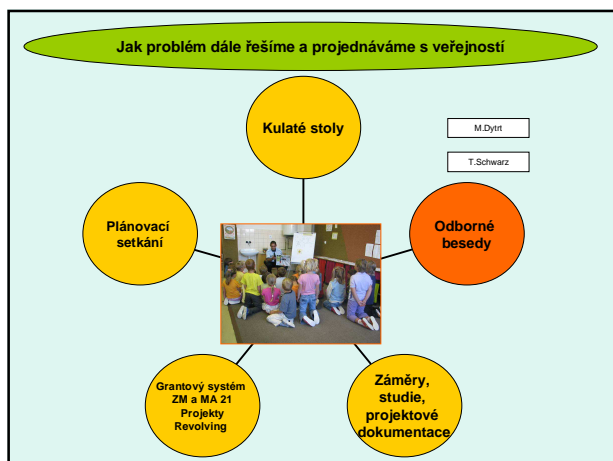 Jak problém dále řešíme a projednáváme s veřejností
Kulaté stoly
M.Dytrt
T.Schwarz
Plánovací
setkání
Odborné
besedy
Grantový systém
ZM a MA 21
Projekty
Revolving
Záměry,
studie,
projektové
dokumentace